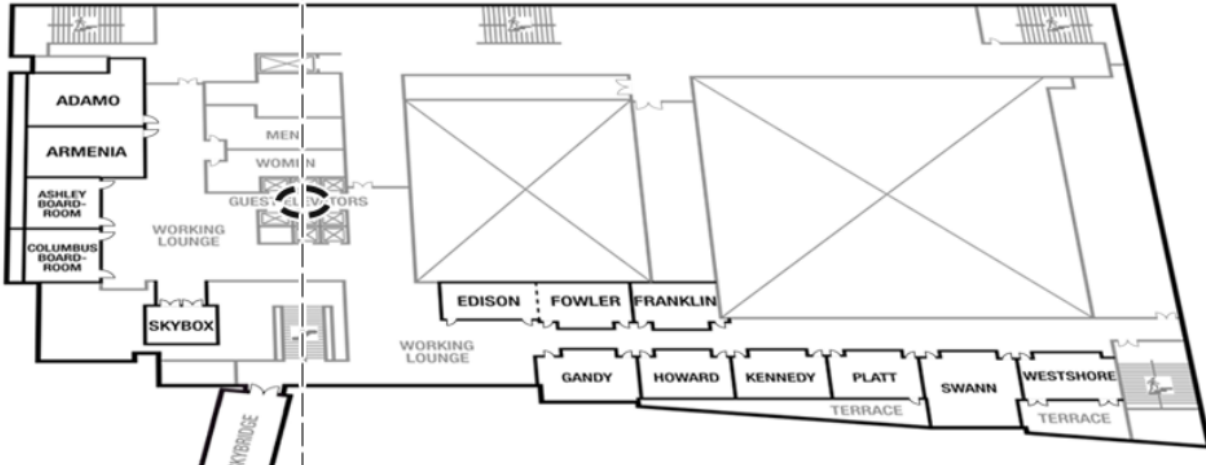 ADAMO
MEN
ARMENIA
WOMEN
ASHLEY
BOARD-
ROOM
GUEST ELEVATORS
WORKING
LOUNGE
COLUMBUS
BOARD-
ROOM
EDISON
FOWLER
FRANKLIN
SKYBOX
WORKING
LOUNGE
GANDY
HOWARD
KENNEDY
PLATT
SWANN
WESTSHORE
TERRACE
TERRACE
SKYBRIDGE